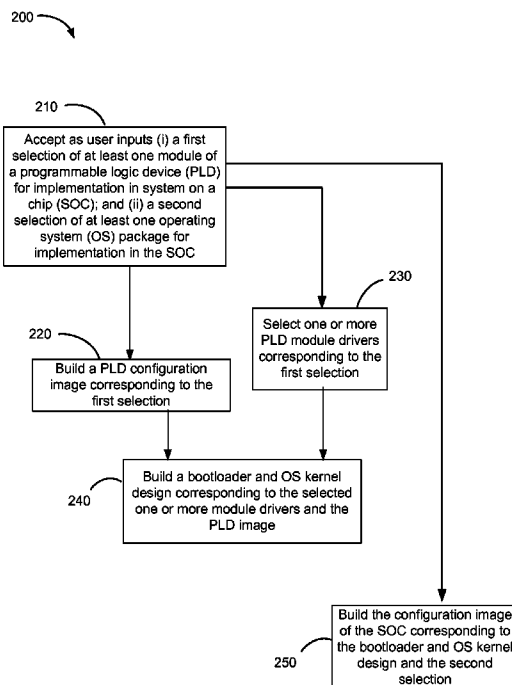 200
210
Accept as user inputs (i) a first
selection of at least one module of
a programmable logic device (PLD)
for implementation in system on a
chip (SOC); and (ii) a second
selection of at least one operating
system (OS) package for
implementation in the SOC
230
Select one or more
PLD module drivers
corresponding to the
first selection
220
Build a PLD configuration
image corresponding to the
first selection
Build a bootloader and OS kernel
design corresponding to the selected
one or more module drivers and the
PLD image
240
Build the configuration image
of the SOC corresponding to
the bootloader and OS kernel
design and the second
selection
250